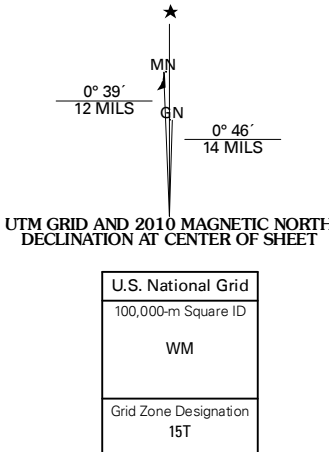 MN
0° 39´
12 MILS
GN
0° 46´
14 MILS
UTM GRID AND 2010 MAGNETIC NORTH
DECLINATION AT CENTER OF SHEET
U.S. National Grid
100,000-m Square ID
WM
Grid Zone Designation
15T